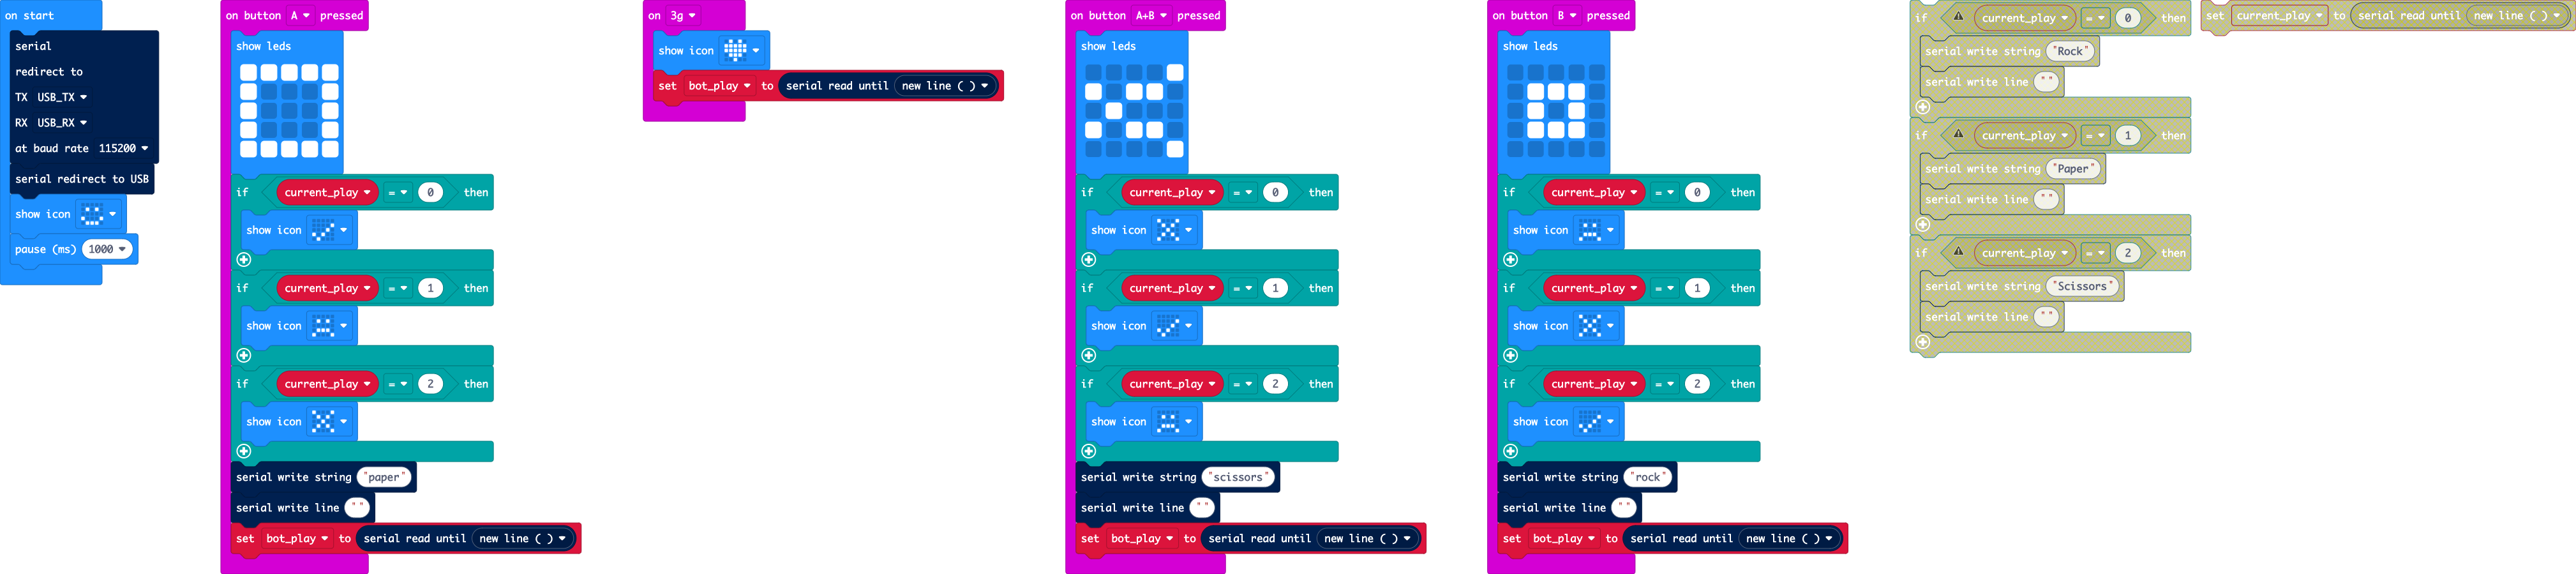 on start
serial
redirect to
TX USB_TX
RX USB_RX
at baud rate 115200
serial redirect to USB
show icon
pause (ms) 1000
on button A pressed
show leds
if current_play = 0 then
show icon
if current_play = 1 then
show icon
if current_play = 2 then
show icon
serial write string "paper"
serial write line ""
set bot_play to serial read until new line ( )
on 3g
show icon
set bot_play to serial read until new line ( )
on button A+B pressed
show leds
if current_play = 0 then
show icon
if current_play = 1 then
show icon
if current_play = 2 then
show icon
serial write string "scissors"
serial write line ""
set bot_play to serial read until new line ( )
on button B pressed
show leds
if current_play = 0 then
show icon
if current_play = 1 then
show icon
if current_play = 2 then
show icon
serial write string "rock"
serial write line ""
set bot_play to serial read until new line ( )
if current_play = 0 then
serial write string "Rock"
serial write line ""
if current_play = 1 then
serial write string "Paper"
serial write line ""
if current_play = 2 then
serial write string "Scissors"
serial write line ""
set current_play to serial read until new line ( )